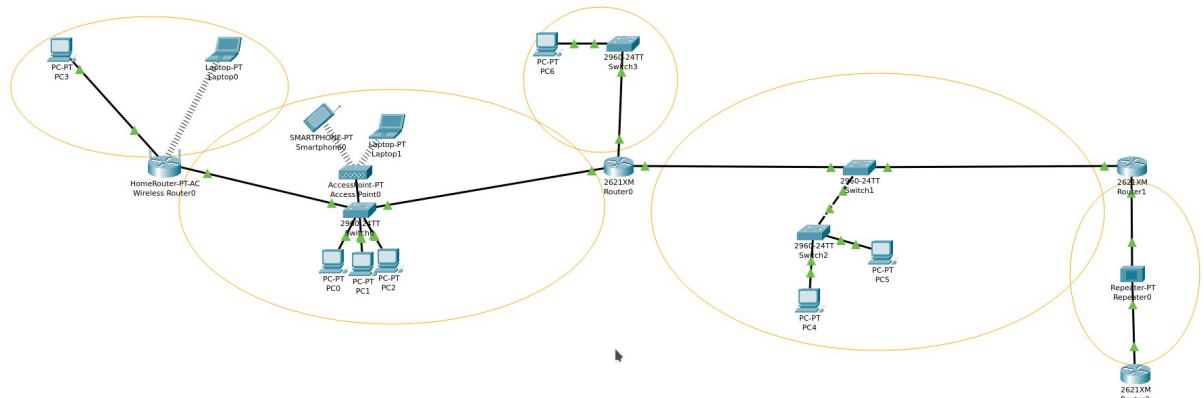 PC-PT
PC3
Laptop-PT
Laptop0
HomeRouter-PT-AC
Wireless Router0
SMARTPHONE-PT
Smartphone0
Laptop-PT
Laptop1
AccessPoint-PT
Access Point0
2960-24TT
Switch0
PC-PT
PC0
PC-PT
PC1
PC-PT
PC2
PC-PT
PC6
2960-24TT
Switch3
2621XM
Router0
2960-24TT
Switch1
2960-24TT
Switch2
PC-PT
PC5
PC-PT
PC4
2621XM
Router1
Repeater-PT
Repeater0
2621XM